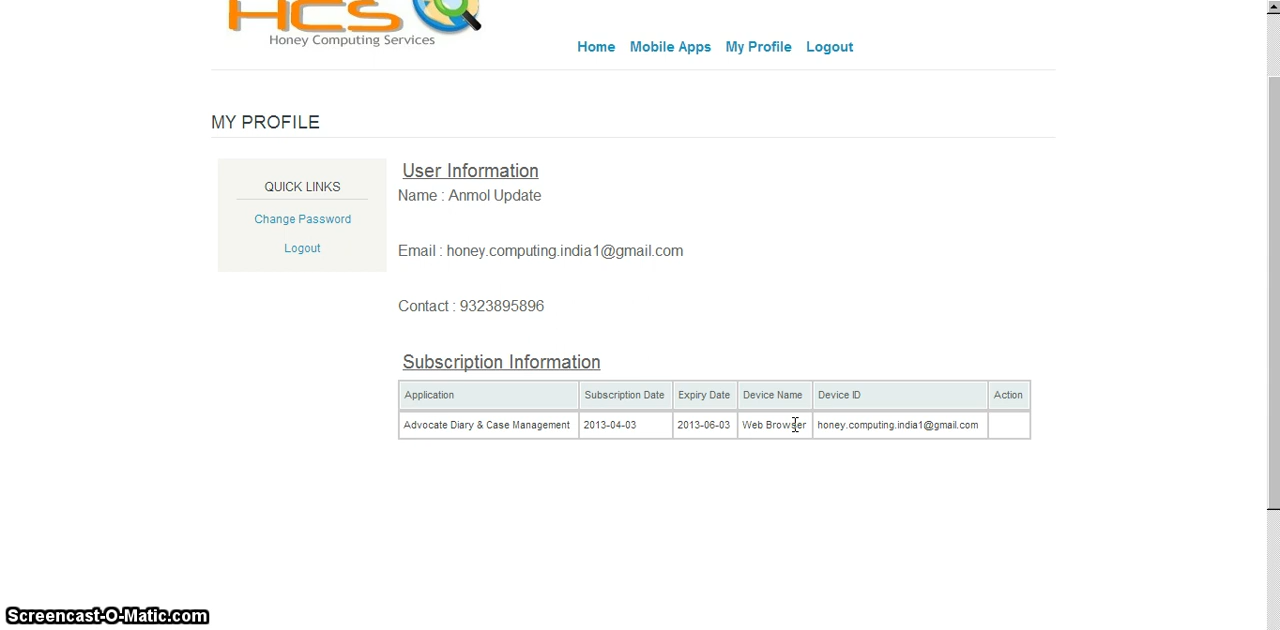 HCS
Honey Computing Services
Home Mobile Apps My Profile Logout
MY PROFILE
QUICK LINKS
Change Password
Logout
User Information
Name : Anmol Update
Email : honey.computing.india1@gmail.com
Contact : 9323895896
Subscription Information
Application Subscription Date Expiry Date Device Name Device ID Action
Advocate Diary & Case Management 2013-04-03 2013-06-03 Web Browser honey.computing.india1@gmail.com
Screencast-O-Matic.com